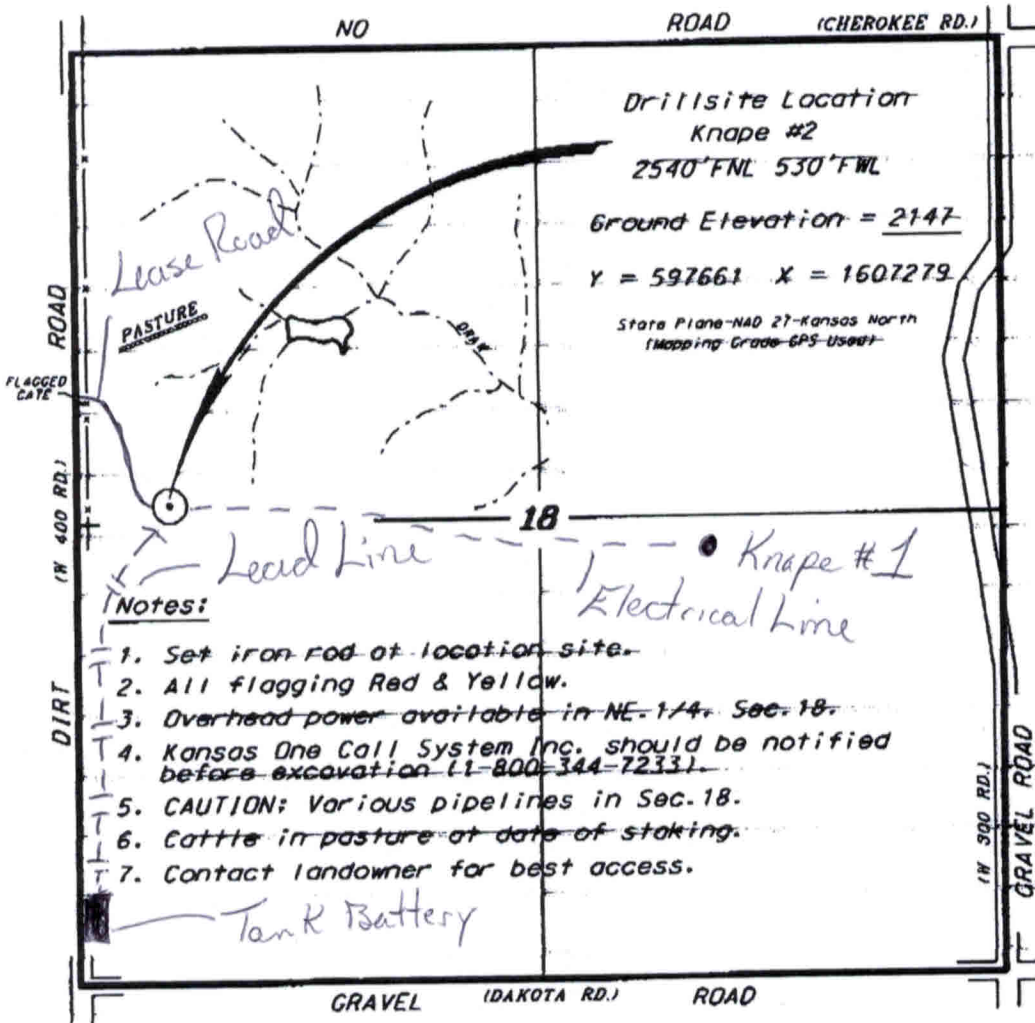 NO ROAD (CHEROKEE RD.)
Drillsite Location
Knape #2
2540'FNL 530'FWL
Ground Elevation = 2147
Y = 597661 X = 1607279
State Plane-NAD 27-Kansas North
(Mapping Grade GPS Used)
Lease Road
PASTURE
DRAW
FLAGGED
GATE
DIRT (W 400 RD.) ROAD
18
Lead Line
Knape #1
Electrical Line
Notes:
1. Set iron rod at location site.
2. All flagging Red & Yellow.
3. Overhead power available in NE.1/4. Sec.18.
4. Kansas One Call System Inc. should be notified
before excavation (1-800-344-7233).
5. CAUTION: Various pipelines in Sec.18.
6. Cattle in pasture at date of staking.
7. Contact landowner for best access.
Tank Battery
(W 300 RD.)
GRAVEL ROAD
GRAVEL (DAKOTA RD.) ROAD